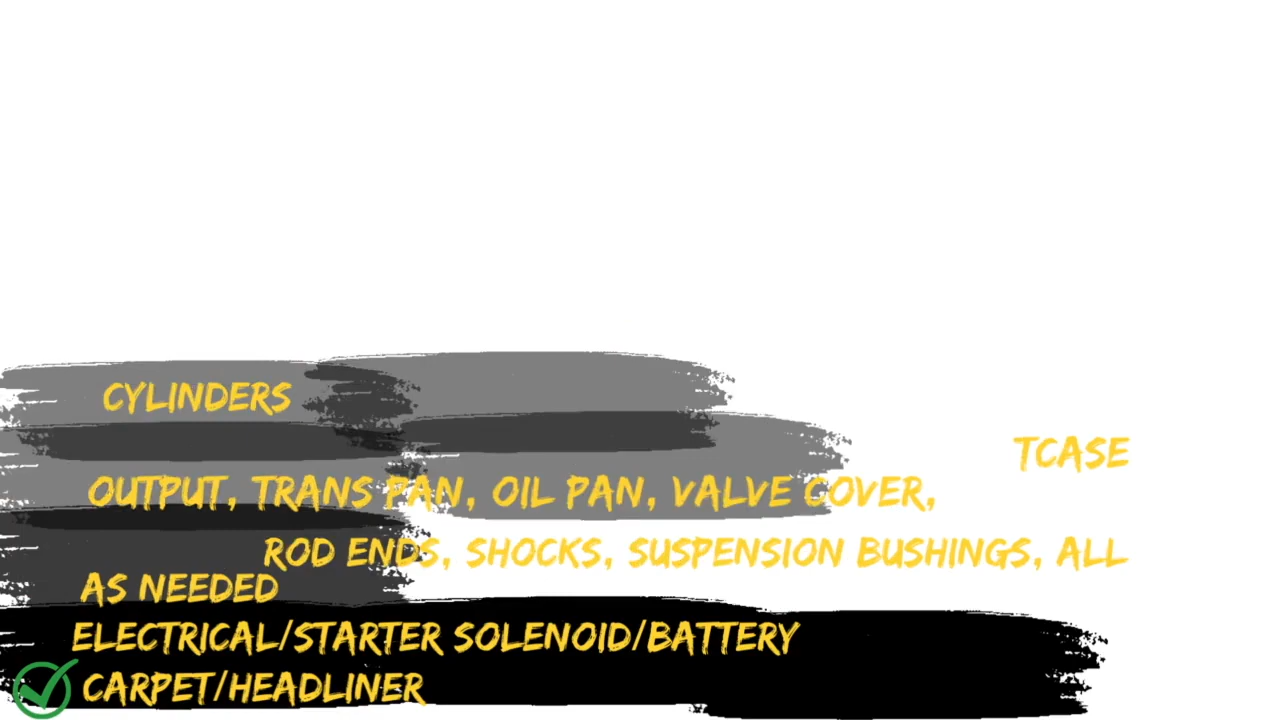 CYLINDERS
TCASE
OUTPUT, TRANS PAN, OIL PAN, VALVE COVER,
ROD ENDS, SHOCKS, SUSPENSION BUSHINGS, ALL
AS NEEDED
ELECTRICAL/STARTER SOLENOID/BATTERY
CARPET/HEADLINER